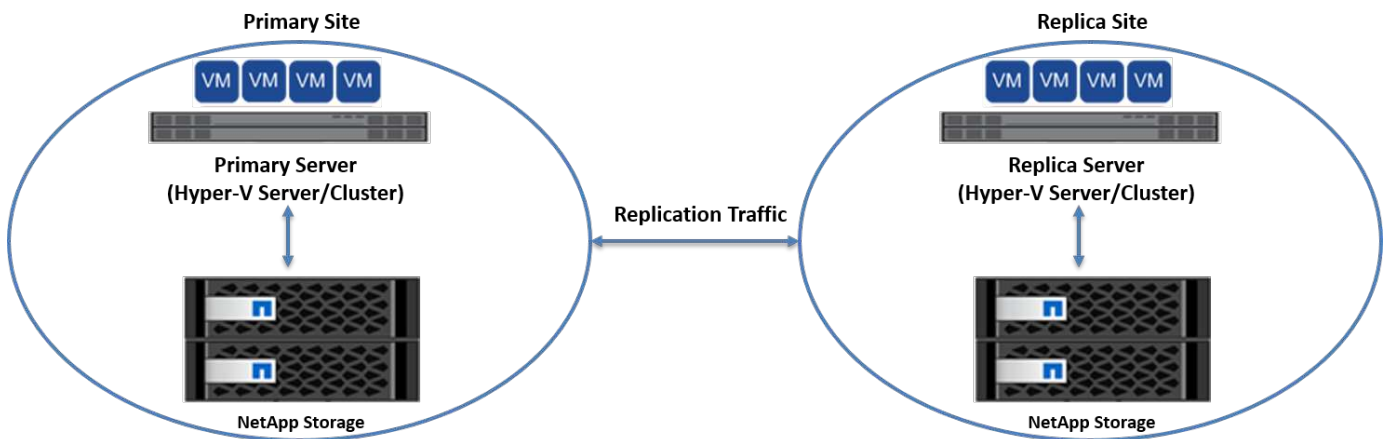 Primary Site
VM VM VM VM
Primary Server
(Hyper-V Server/Cluster)
NetApp Storage
Replication Traffic
Replica Site
VM VM VM VM
Replica Server
(Hyper-V Server/Cluster)
NetApp Storage